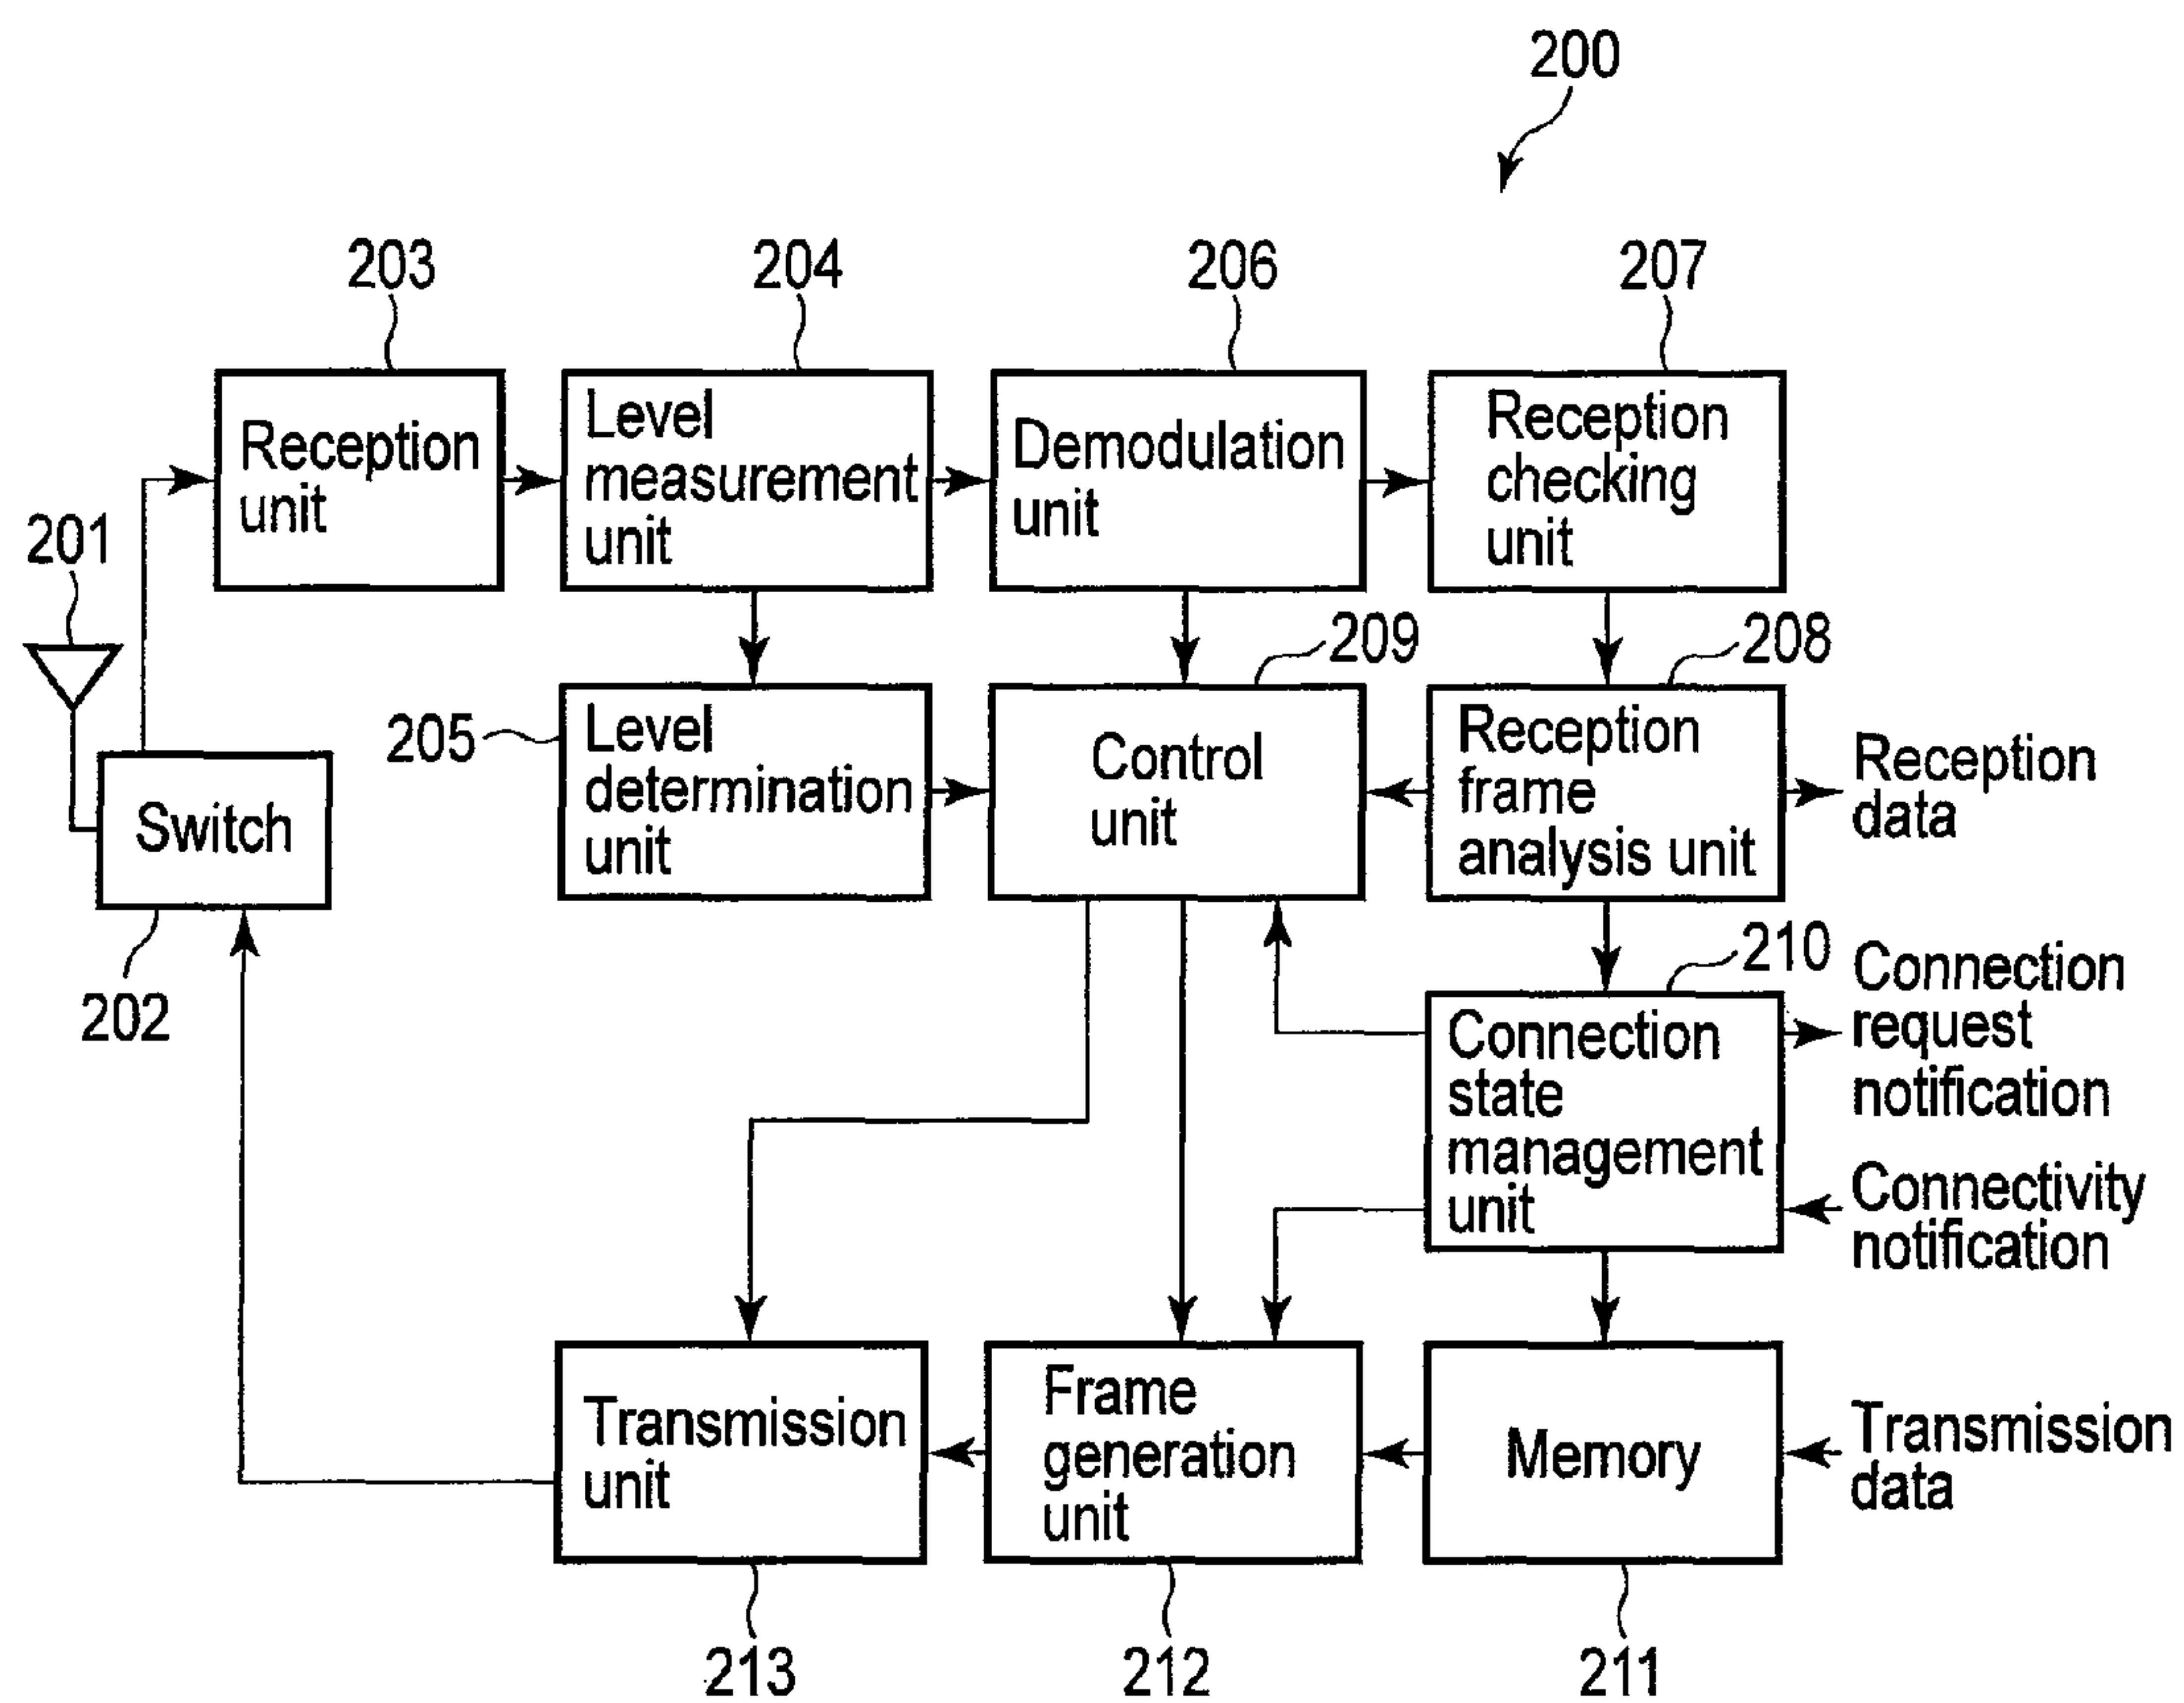 200
203
204
206
207
Reception
unit
Level
measurement
unit
Demodulation
unit
Reception
checking
unit
201
209
208
205
Level
determination
unit
Control
unit
Reception
frame
analysis unit
Reception
data
Switch
202
210
Connection
state
management
unit
Connection
request
notification
Connectivity
notification
Transmission
unit
Frame
generation
unit
Memory
Transmission
data
213
212
211